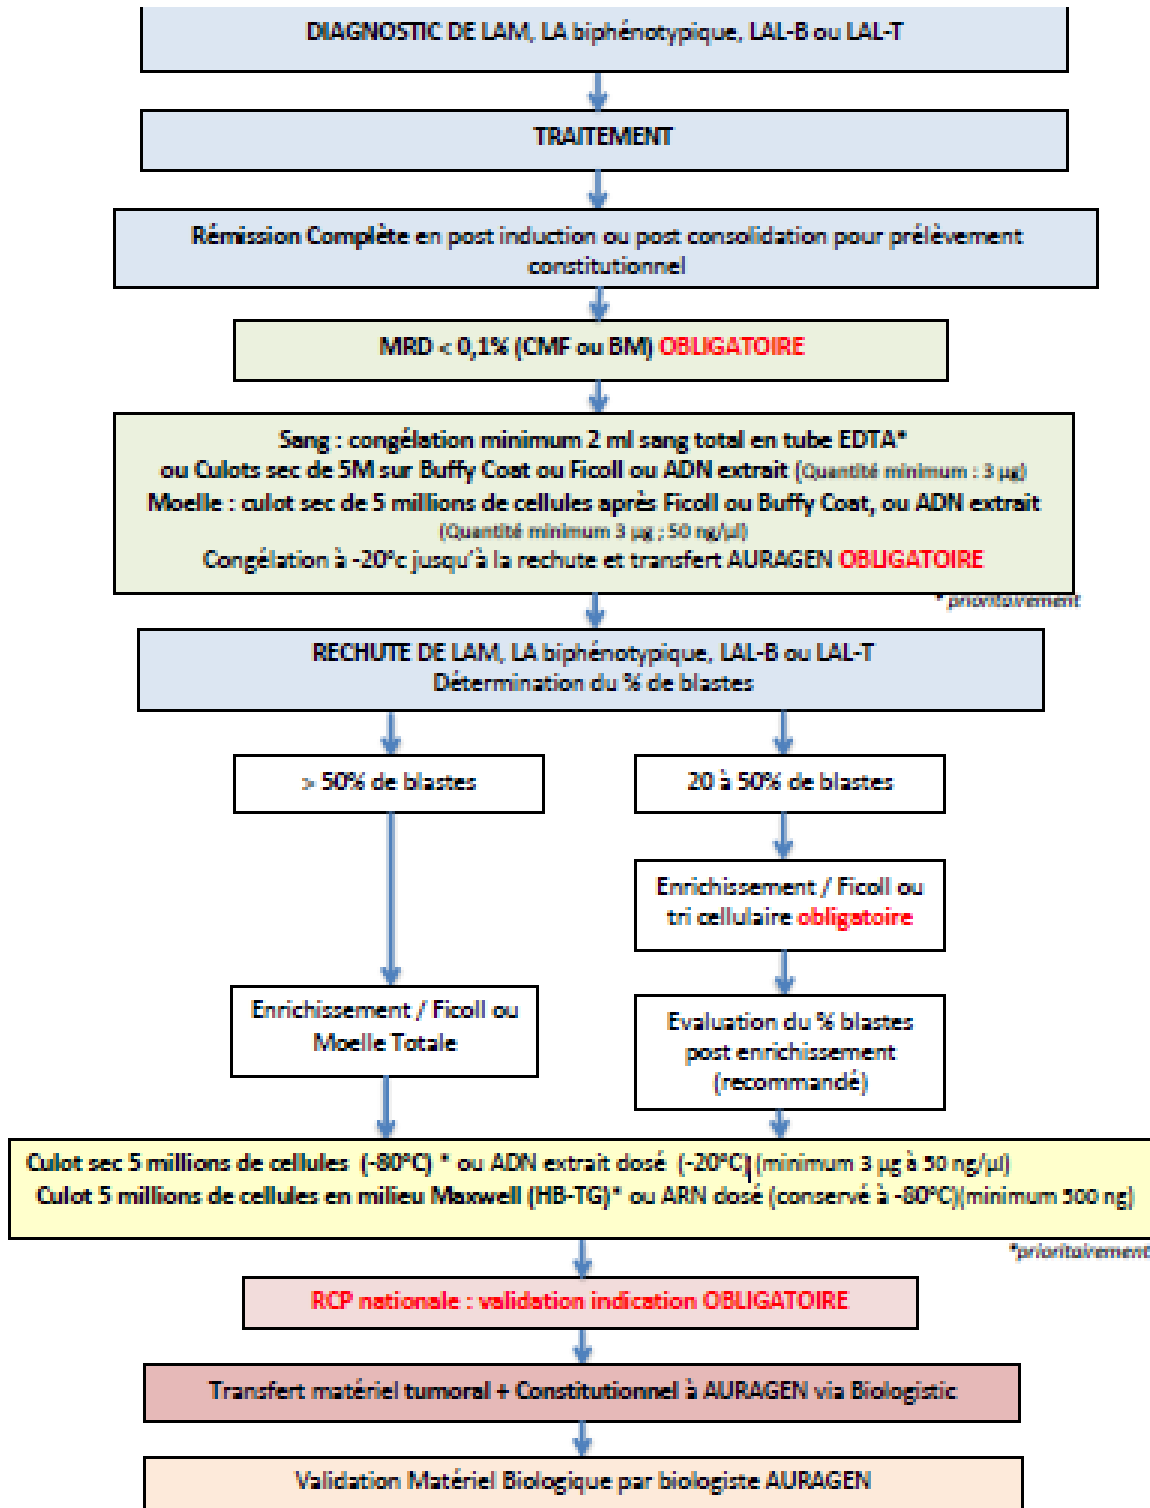 DIAGNOSTIC DE LAM, LA biphénotypique, LAL-B ou LAL-T
TRAITEMENT
Rémission Complète en post induction ou post consolidation pour prélèvement
constitutionnel
MRD < 0,1% (CMF ou BM) OBLIGATOIRE
Sang : congélation minimum 2 ml sang total en tube EDTA*
ou Culots sec de 5M sur Buffy Coat ou Ficoll ou ADN extrait (Quantité minimum : 3 µg)
Moelle : culot sec de 5 millions de cellules après Ficoll ou Buffy Coat, ou ADN extrait
(Quantité minimum 3 µg ; 50 ng/µl)
Congélation à -20°c jusqu'à la rechute et transfert AURAGEN OBLIGATOIRE
* prioritairement
RECHUTE DE LAM, LA biphénotypique, LAL-B ou LAL-T
Détermination du % de blastes
> 50% de blastes
20 à 50% de blastes
Enrichissement / Ficoll ou
tri cellulaire obligatoire
Enrichissement / Ficoll ou
Moelle Totale
Evaluation du % blastes
post enrichissement
(recommandé)
Culot sec 5 millions de cellules (-80°C) * ou ADN extrait dosé (-20°C) (minimum 3 µg à 50 ng/µl)
Culot 5 millions de cellules en milieu Maxwell (HB-TG)* ou ARN dosé (conservé à -80°C)(minimum 500 ng)
*prioritairement
RCP nationale : validation indication OBLIGATOIRE
Transfert matériel tumoral + Constitutionnel à AURAGEN via Biologistic
Validation Matériel Biologique par biologiste AURAGEN